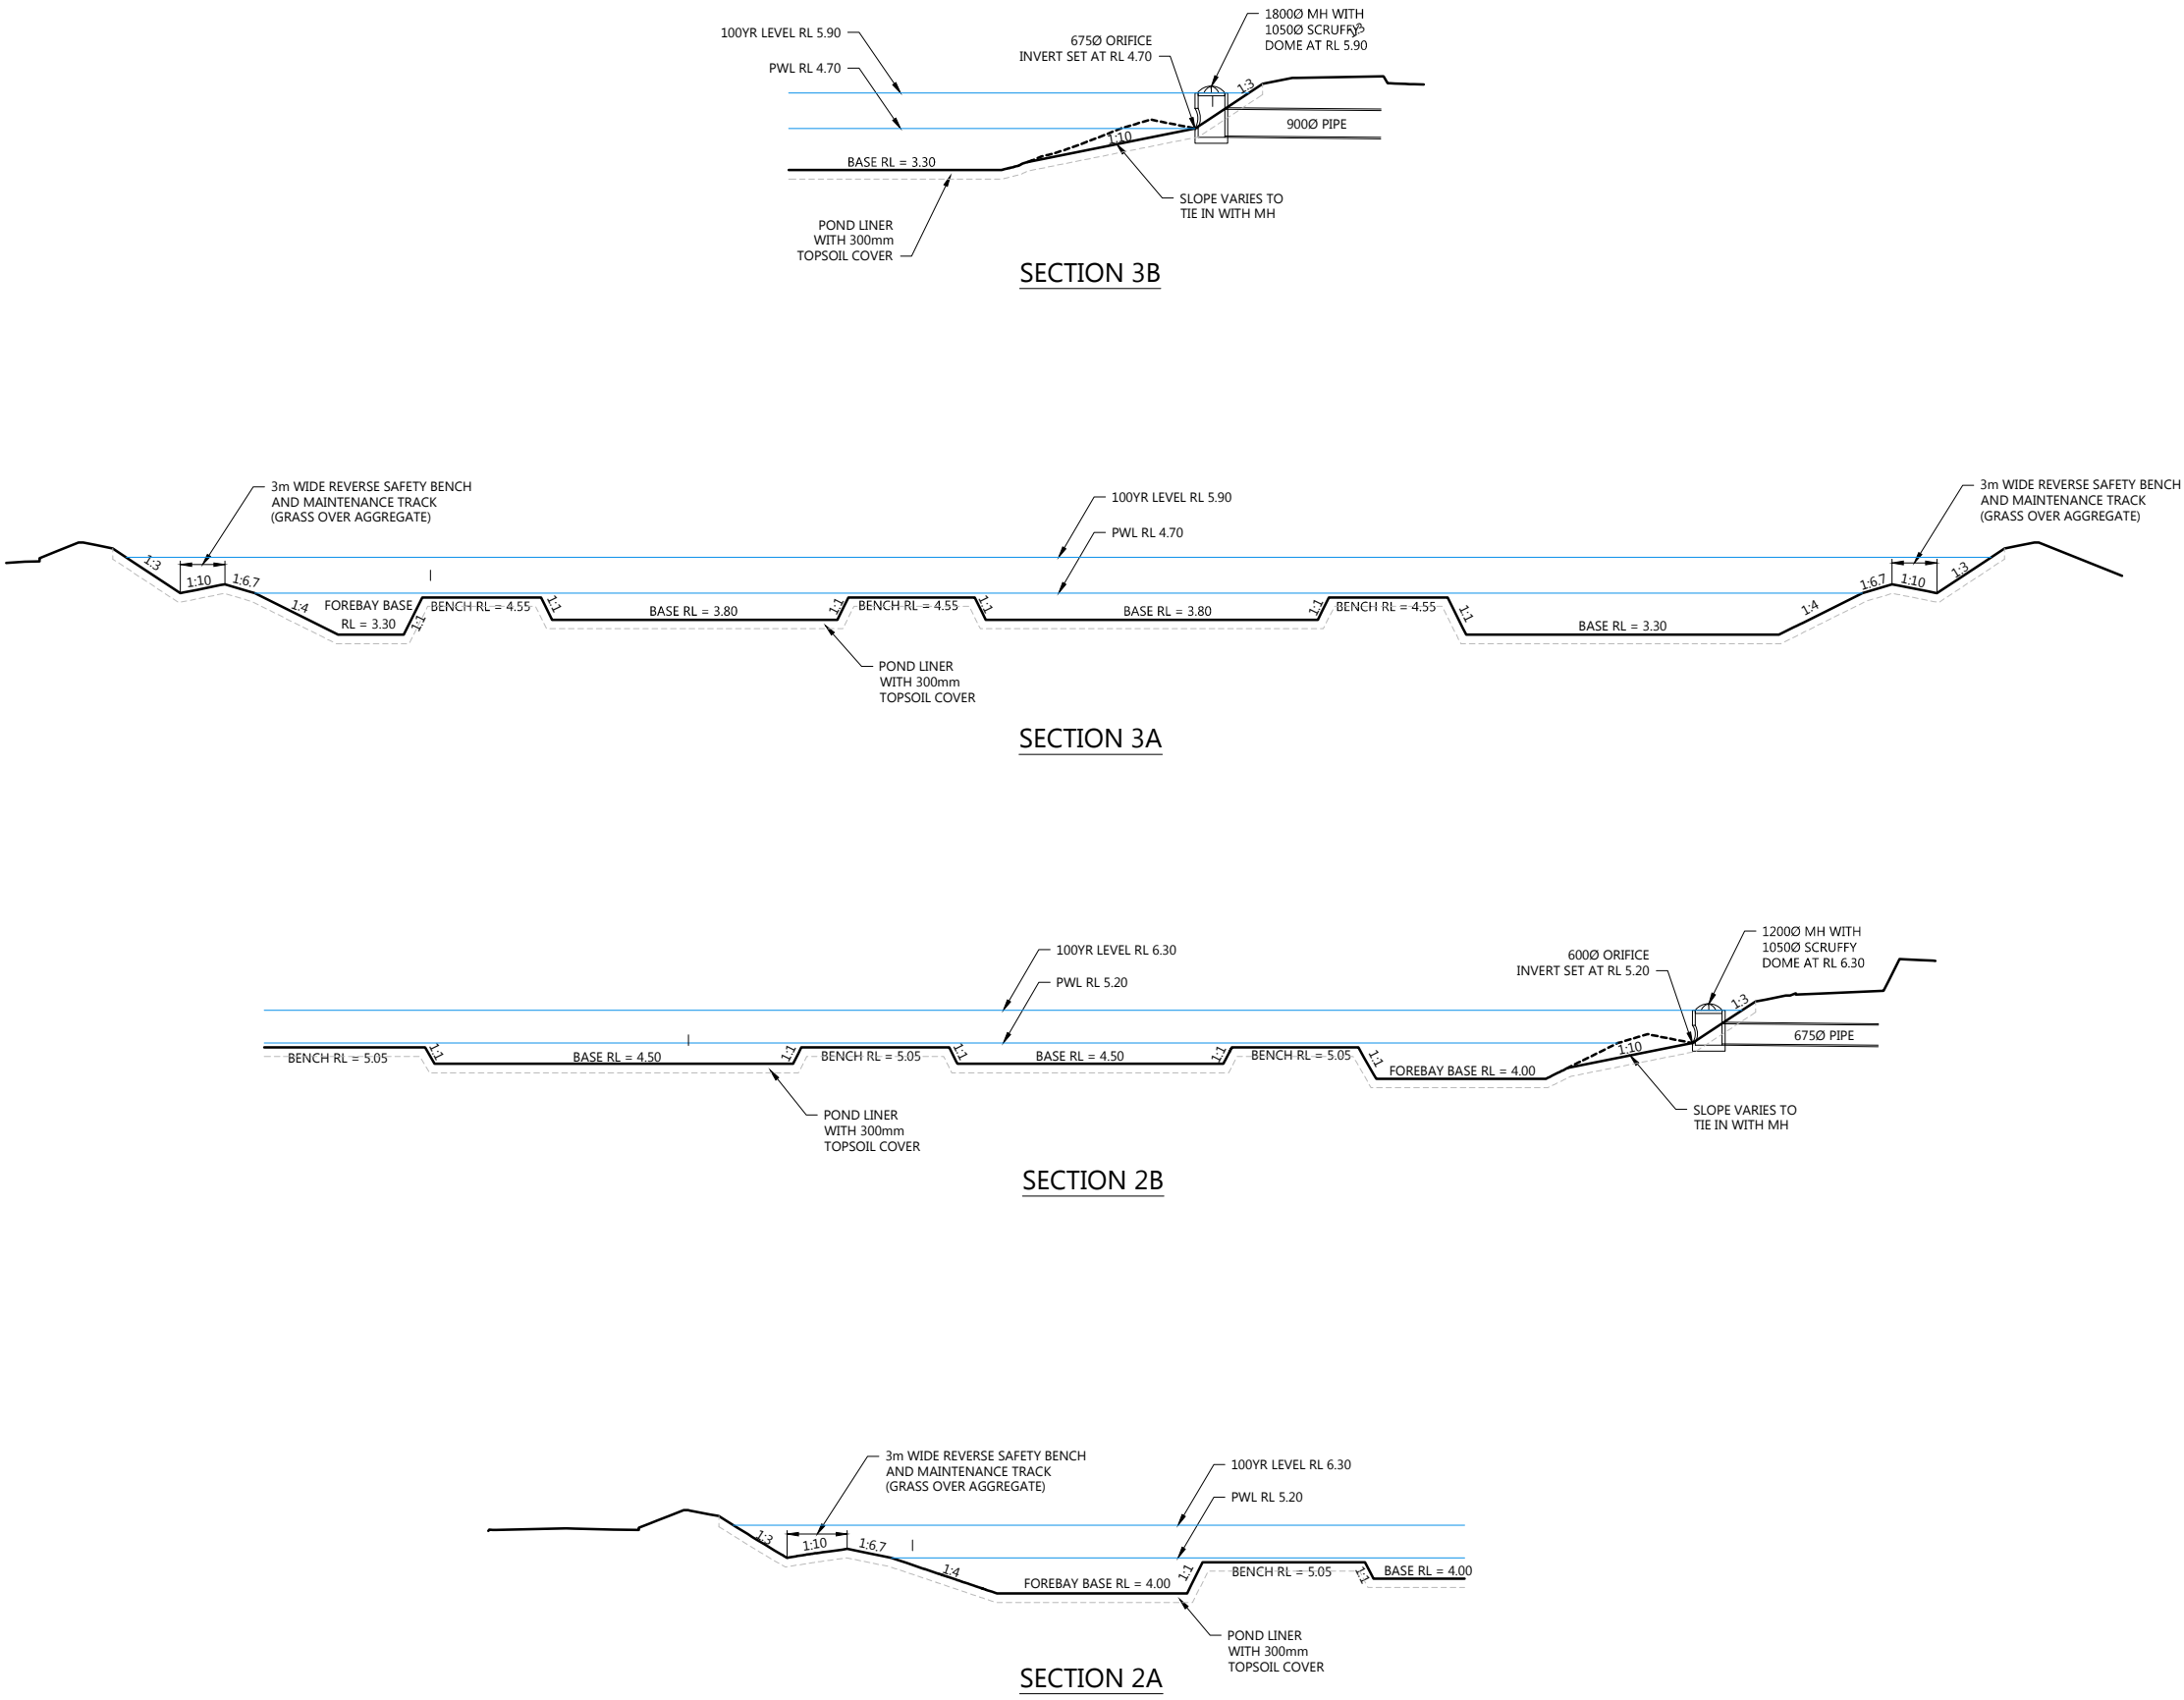 100YR LEVEL RL 5.90
PWL RL 4.70
675Ø ORIFICE
INVERT SET AT RL 4.70
1800Ø MH WITH
1050Ø SCRUFFY
DOME AT RL 5.90
1:3
1:3
900Ø PIPE
1:10
BASE RL = 3.30
SLOPE VARIES TO
TIE IN WITH MH
POND LINER
WITH 300mm
TOPSOIL COVER
SECTION 3B
3m WIDE REVERSE SAFETY BENCH
AND MAINTENANCE TRACK
(GRASS OVER AGGREGATE)
100YR LEVEL RL 5.90
PWL RL 4.70
3m WIDE REVERSE SAFETY BENCH
AND MAINTENANCE TRACK
(GRASS OVER AGGREGATE)
1:3
1:10
1:6.7
1:4
FOREBAY BASE
RL = 3.30
1:1
BENCH RL = 4.55
1:1
BASE RL = 3.80
1:1
BENCH RL = 4.55
1:1
BASE RL = 3.80
1:1
BENCH RL = 4.55
1:1
BASE RL = 3.30
1:4
1:6.7
1:10
1:3
POND LINER
WITH 300mm
TOPSOIL COVER
SECTION 3A
100YR LEVEL RL 6.30
PWL RL 5.20
600Ø ORIFICE
INVERT SET AT RL 5.20
1200Ø MH WITH
1050Ø SCRUFFY
DOME AT RL 6.30
1:3
675Ø PIPE
BENCH RL = 5.05
1:1
BASE RL = 4.50
1:1
BENCH RL = 5.05
1:1
BASE RL = 4.50
1:1
BENCH RL = 5.05
1:1
FOREBAY BASE RL = 4.00
1:10
POND LINER
WITH 300mm
TOPSOIL COVER
SLOPE VARIES TO
TIE IN WITH MH
SECTION 2B
3m WIDE REVERSE SAFETY BENCH
AND MAINTENANCE TRACK
(GRASS OVER AGGREGATE)
100YR LEVEL RL 6.30
PWL RL 5.20
1:3
1:10
1:6.7
1:4
FOREBAY BASE RL = 4.00
1:1
BENCH RL = 5.05
1:1
BASE RL = 4.00
POND LINER
WITH 300mm
TOPSOIL COVER
SECTION 2A